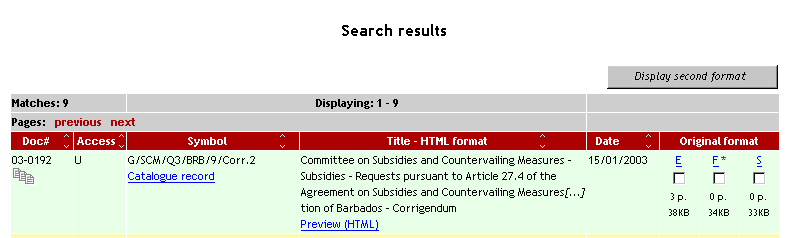 Search results
Display second format
Matches: 9 Displaying: 1 - 9
Pages: previous next
Doc# Access Symbol Title - HTML format Date Original format
03-0192 U G/SCM/Q3/BRB/9/Corr.2 Committee on Subsidies and Countervailing Measures - 15/01/2003 E F * S
Catalogue record Subsidies - Requests pursuant to Article 27.4 of the
Agreement on Subsidies and Countervailing Measures[...] 3 p. 0 p. 0 p.
tion of Barbados - Corrigendum 38KB 34KB 33KB
Preview (HTML)